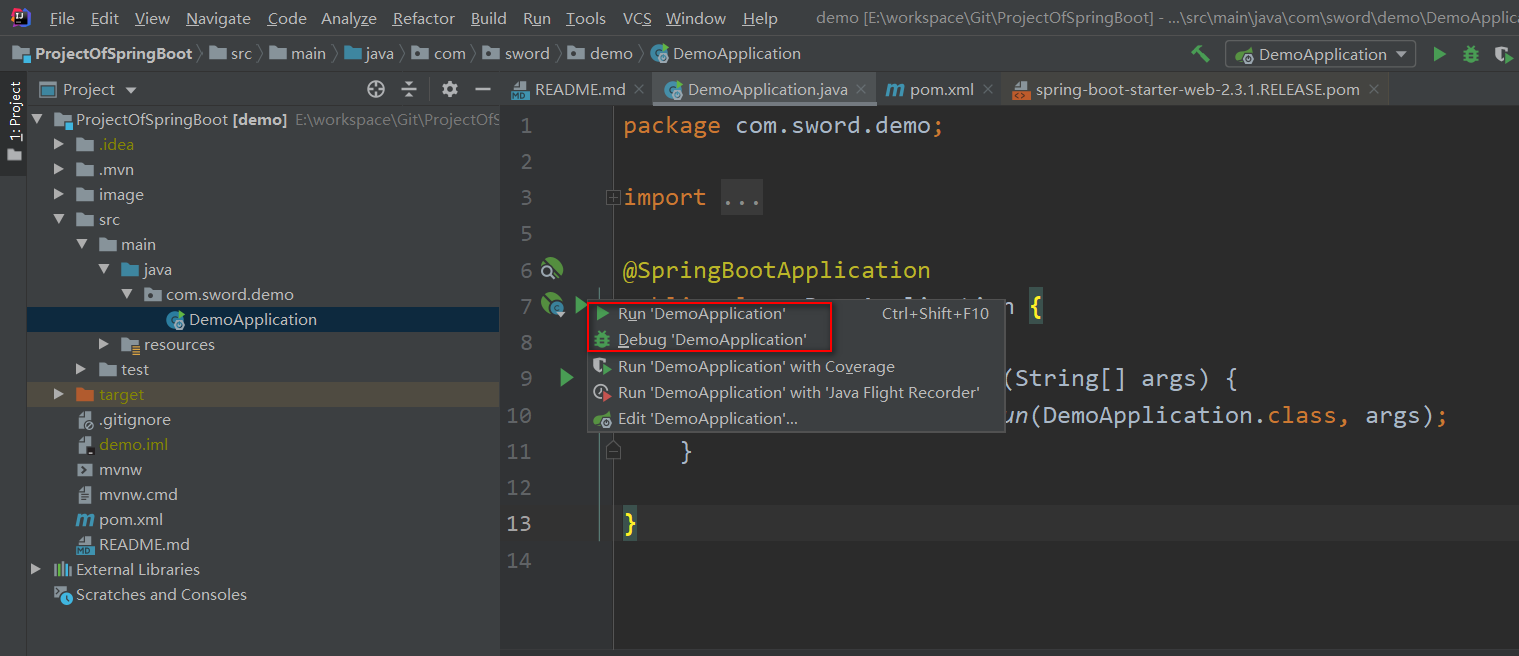 File Edit View Navigate Code Analyze Refactor Build Run Tools VCS Window Help demo [E:\workspace\Git\ProjectOfSpringBoot] - ...\src\main\java\com\sword\demo\DemoApplica
ProjectOfSpringBoot src main java com sword demo DemoApplication DemoApplication
1: Project
Project README.md DemoApplication.java pom.xml spring-boot-starter-web-2.3.1.RELEASE.pom
ProjectOfSpringBoot [demo] E:\workspace\Git\ProjectOfS
.idea
.mvn
image
src
main
java
com.sword.demo
DemoApplication
resources
test
target
.gitignore
demo.iml
mvnw
mvnw.cmd
pom.xml
README.md
External Libraries
Scratches and Consoles
1 package com.sword.demo;
2
3 import ...
5
6 @SpringBootApplication
7 {
8
9 (String[] args) {
10 un(DemoApplication.class, args);
11 }
12
13 }
14
Run 'DemoApplication' Ctrl+Shift+F10
Debug 'DemoApplication'
Run 'DemoApplication' with Coverage
Run 'DemoApplication' with 'Java Flight Recorder'
Edit 'DemoApplication'...